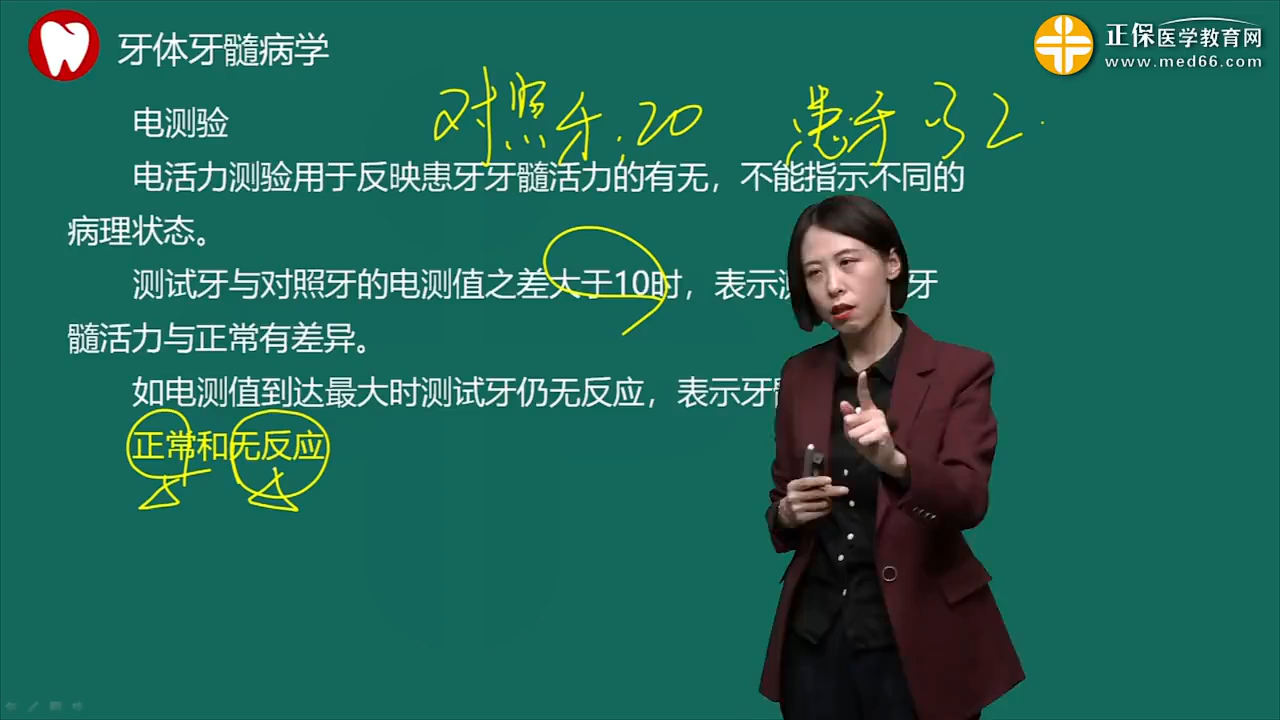 牙体牙髓病学
正保医学教育网
www.med66.com
对照牙:20 患牙 32
电测验
电活力测验用于反映患牙牙髓活力的有无，不能指示不同的
病理状态。
测试牙与对照牙的电测值之差大于10时，表示 牙
髓活力与正常有差异。
如电测值到达最大时测试牙仍无反应，表示牙
正常和无反应